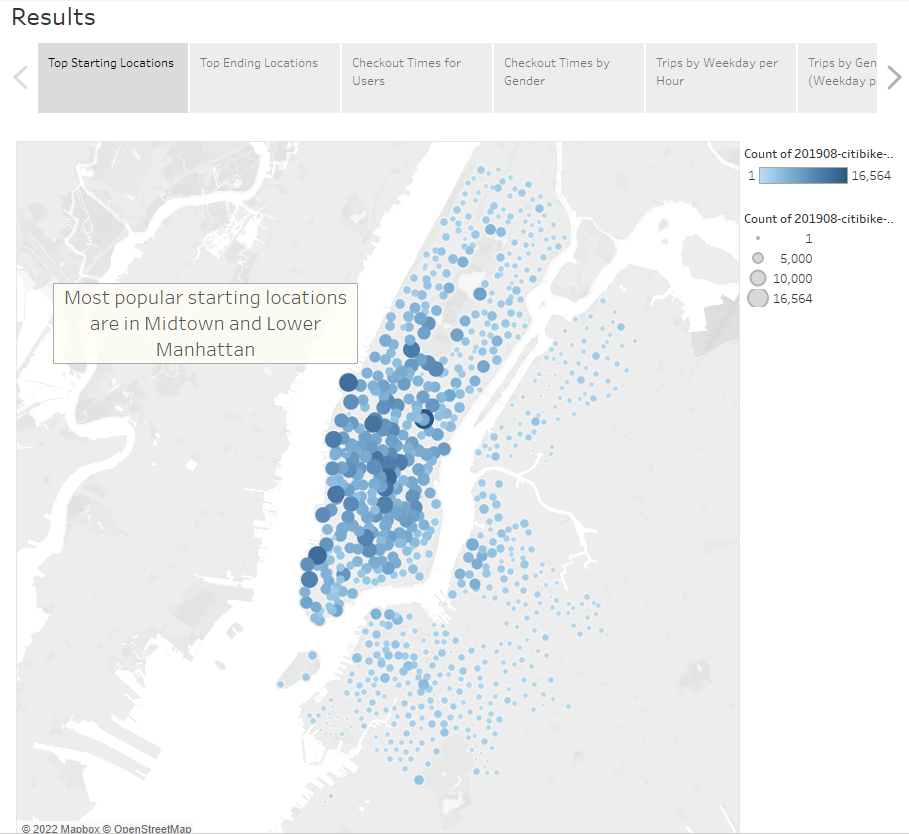 Results
Top Starting Locations
Top Ending Locations
Checkout Times for
Users
Checkout Times by
Gender
Trips by Weekday per
Hour
Trips by Gen
(Weekday p
Count of 201908-citibike-..
1
16,564
Count of 201908-citibike-..
1
5,000
10,000
16,564
Most popular starting locations
are in Midtown and Lower
Manhattan
© 2022 Mapbox © OpenStreetMap